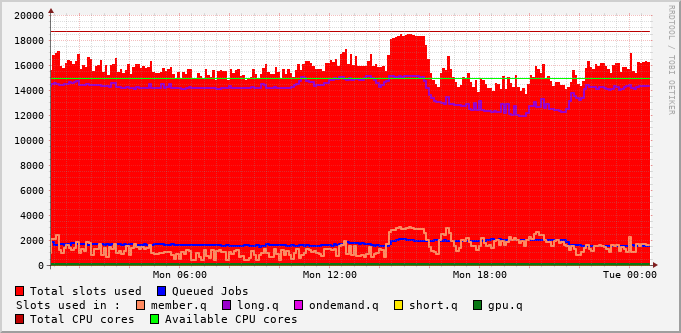 20000
18000
16000
14000
12000
10000
8000
6000
4000
2000
0
Mon 06:00 Mon 12:00 Mon 18:00 Tue 00:00
Total slots used Queued Jobs
Slots used in : member.q long.q ondemand.q short.q gpu.q
Total CPU cores Available CPU cores
RRDTOOL / TOBI OETIKER